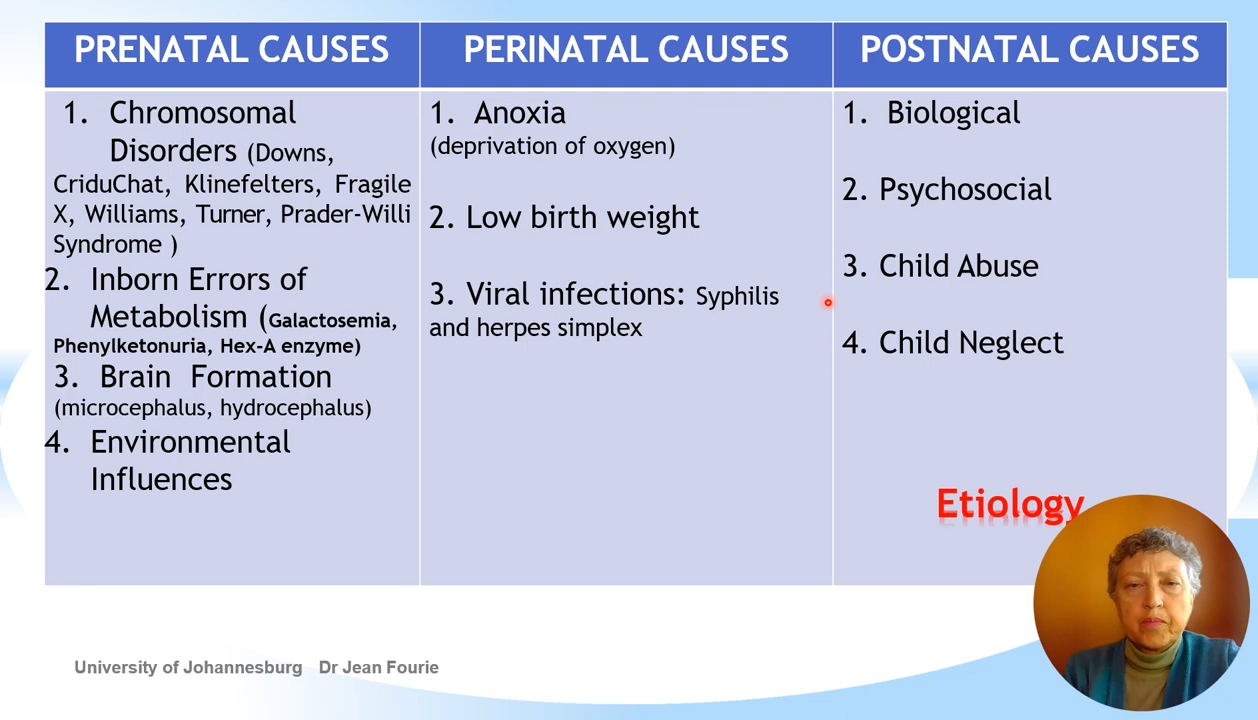 PRENATAL CAUSES
PERINATAL CAUSES
POSTNATAL CAUSES
1. Chromosomal
Disorders (Downs,
CriduChat, Klinefelters, Fragile
X, Williams, Turner, Prader-Willi
Syndrome )
2. Inborn Errors of
Metabolism (Galactosemia,
Phenylketonuria, Hex-A enzyme)
3. Brain Formation
(microcephalus, hydrocephalus)
4. Environmental
Influences
1. Anoxia
(deprivation of oxygen)
2. Low birth weight
3. Viral infections: Syphilis
and herpes simplex
1. Biological
2. Psychosocial
3. Child Abuse
4. Child Neglect
Etiology
University of Johannesburg Dr Jean Fourie